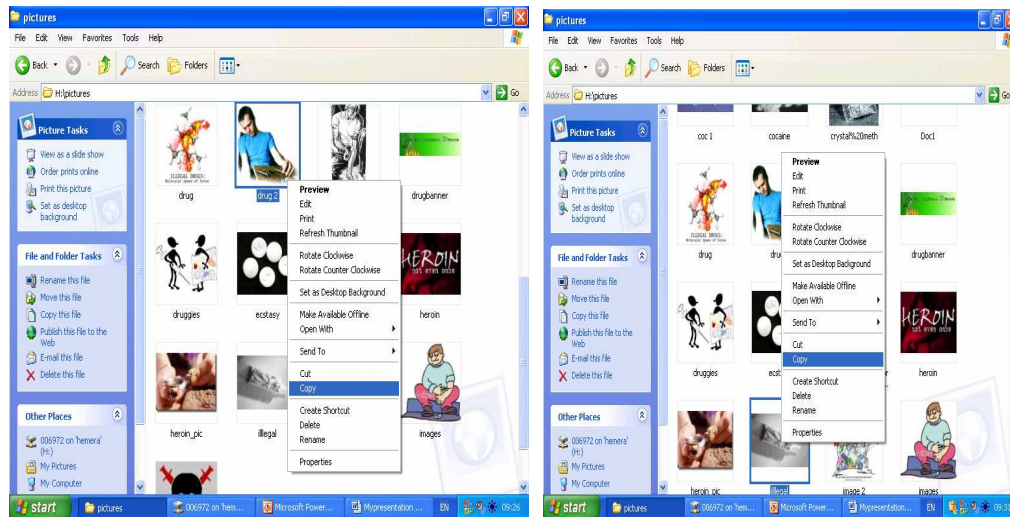 pictures
File Edit View Favorites Tools Help
Back Search Folders
Address H:\pictures Go
Picture Tasks
View as a slide show
Order prints online
Print this picture
Set as desktop
background
File and Folder Tasks
Rename this file
Move this file
Copy this file
Publish this file to the
Web
E-mail this file
Delete this file
Other Places
006972 on 'hemera'
(H:)
My Pictures
My Computer
ILLEGAL DRUGS:
drug
drug 2
drugbanner
druggies
ecstasy
HEROIN
not even once
heroin
heroin_pic
illegal
images
Preview
Edit
Print
Refresh Thumbnail
Rotate Clockwise
Rotate Counter Clockwise
Set as Desktop Background
Make Available Offline
Open With
Send To
Cut
Copy
Create Shortcut
Delete
Rename
Properties
start pictures 006972 on 'hem... Microsoft Power... Mypresentation ... EN 09:26
pictures
File Edit View Favorites Tools Help
Back Search Folders
Address H:\pictures Go
Picture Tasks
View as a slide show
Order prints online
Print this picture
Set as desktop
background
File and Folder Tasks
Rename this file
Move this file
Copy this file
Publish this file to the
Web
E-mail this file
Delete this file
Other Places
006972 on 'hemera'
(H:)
My Pictures
My Computer
coc 1
cocaine
crystal%20meth
Doc1
ILLEGAL DRUGS:
drug
drugbanner
druggies
HEROIN
not even once
heroin
heroin_pic
illegal
image 2
images
Preview
Edit
Print
Refresh Thumbnail
Rotate Clockwise
Rotate Counter Clockwise
Set as Desktop Background
Make Available Offline
Open With
Send To
Cut
Copy
Create Shortcut
Delete
Rename
Properties
start pictures 006972 on 'hem... Microsoft Power... Mypresentation... EN